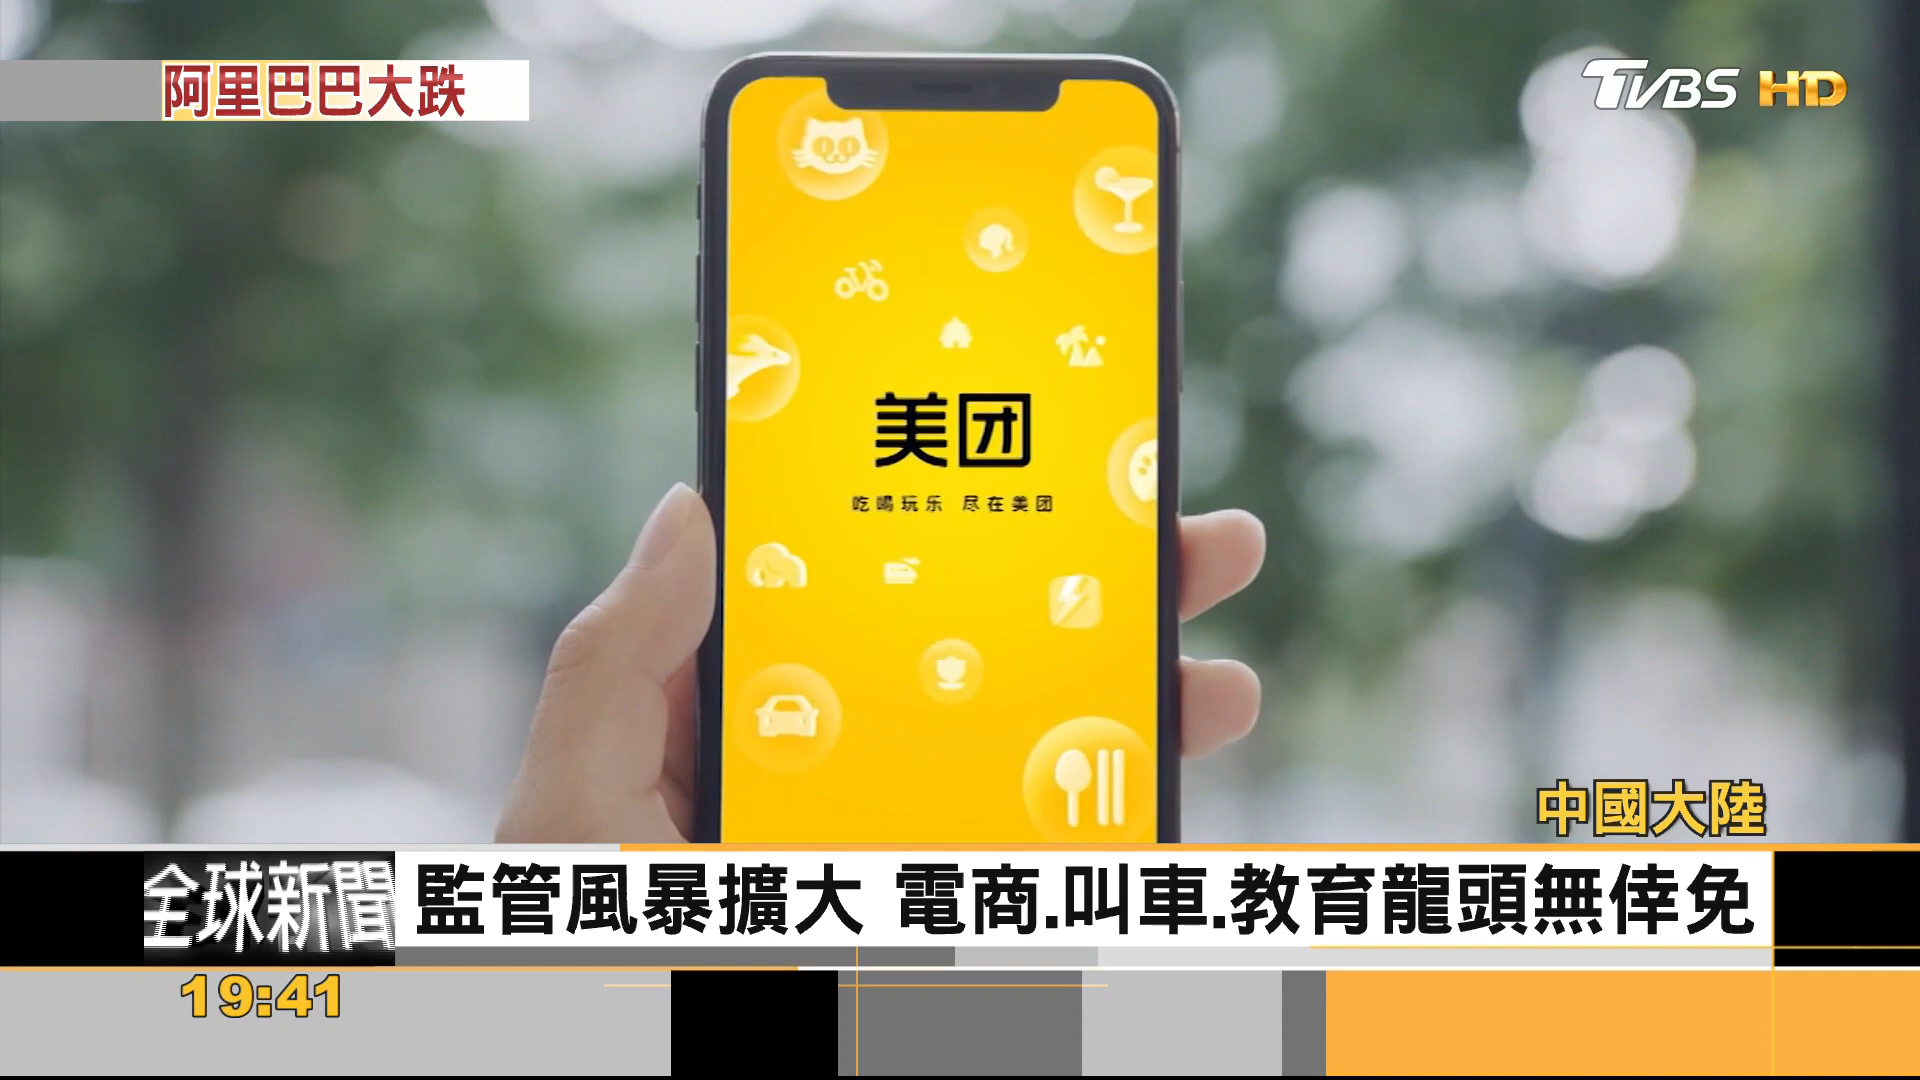 阿里巴巴大跌
TVBS HD
美团
吃喝玩乐 尽在美团
中國大陸
全球新聞
監管風暴擴大 電商.叫車.教育龍頭無倖免
19:41